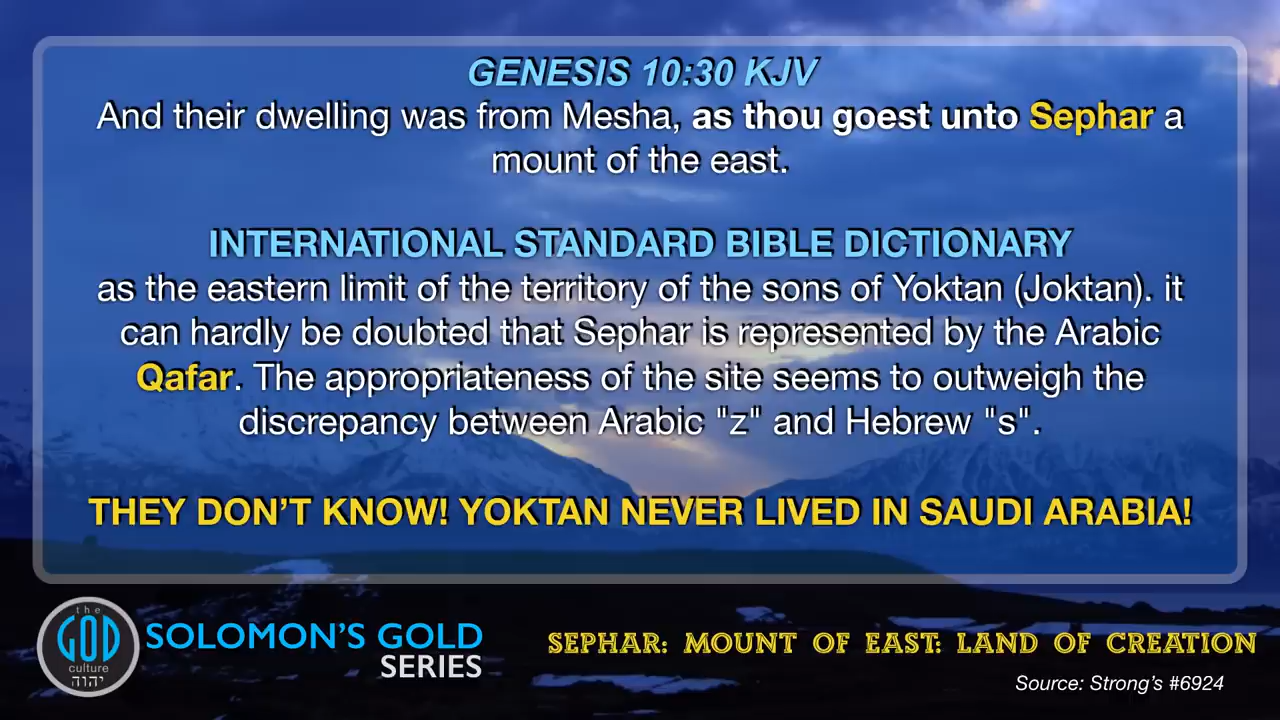 GENESIS 10:30 KJV
And their dwelling was from Mesha, as thou goest unto Sephar a
mount of the east.
INTERNATIONAL STANDARD BIBLE DICTIONARY
as the eastern limit of the territory of the sons of Yoktan (Joktan). it
can hardly be doubted that Sephar is represented by the Arabic
Qafar. The appropriateness of the site seems to outweigh the
discrepancy between Arabic "z" and Hebrew "s".
THEY DON'T KNOW! YOKTAN NEVER LIVED IN SAUDI ARABIA!
the
GOD
culture
יהוה
SOLOMON'S GOLD
SERIES
SEPHAR: MOUNT OF EAST: LAND OF CREATION
Source: Strong's #6924